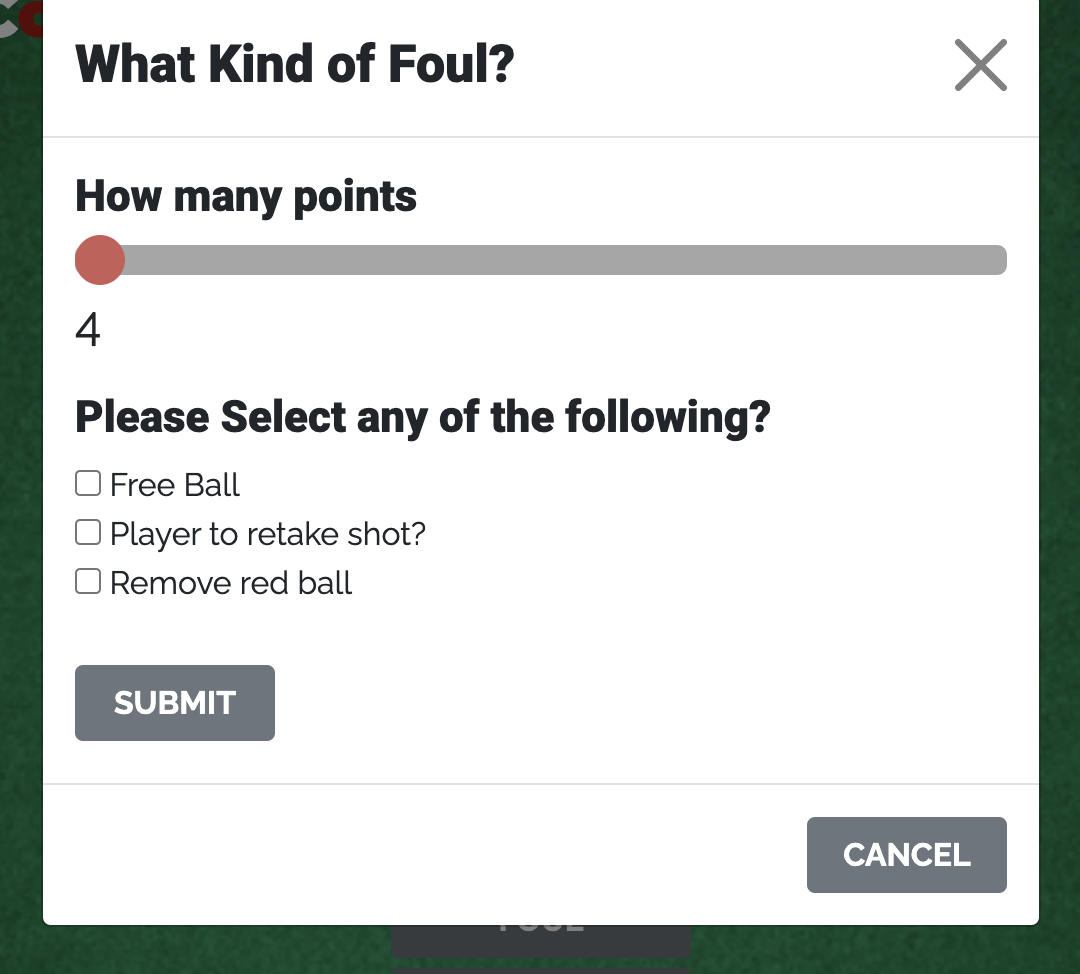 What Kind of Foul?
How many points
4
Please Select any of the following?
Free Ball
Player to retake shot?
Remove red ball
SUBMIT
CANCEL
FOUL